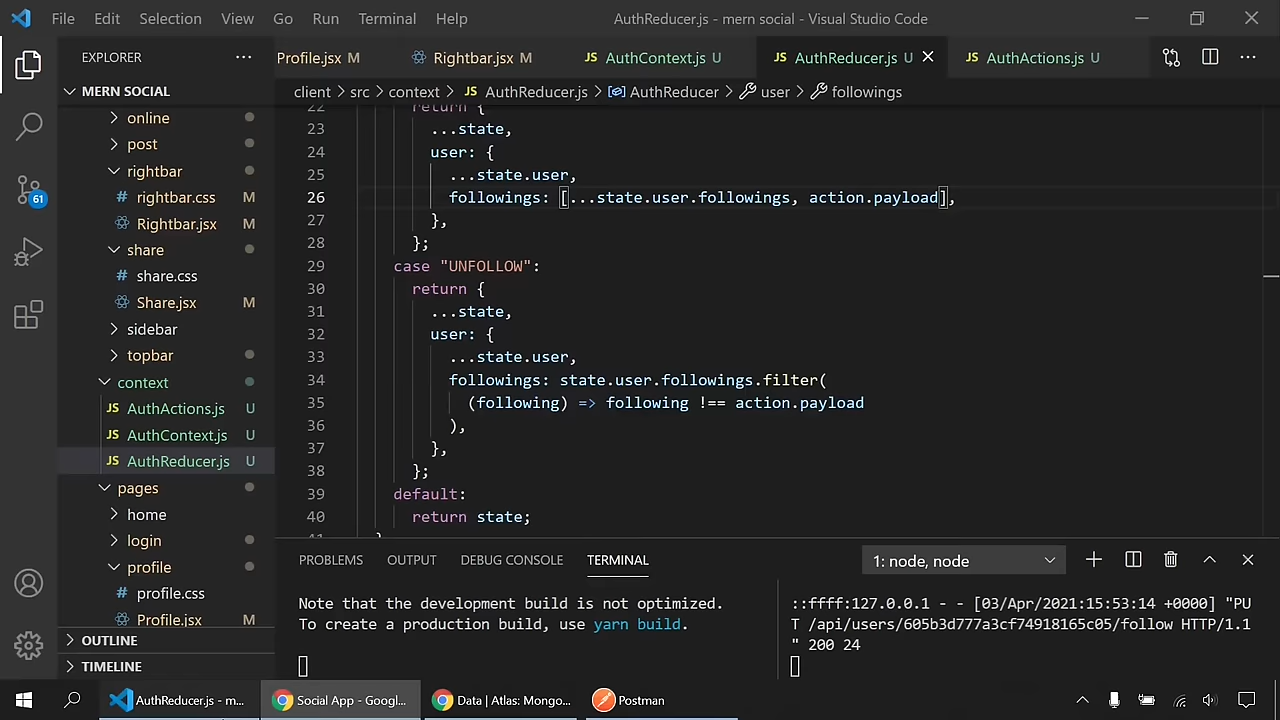 File Edit Selection View Go Run Terminal Help AuthReducer.js - mern social - Visual Studio Code
EXPLORER ··· Profile.jsx M Rightbar.jsx M JS AuthContext.js U JS AuthReducer.js U JS AuthActions.js U ···
MERN SOCIAL
client > src > context > JS AuthReducer.js > AuthReducer > user > followings
online
post
rightbar
# rightbar.css M
Rightbar.jsx M
share
# share.css
Share.jsx M
sidebar
topbar
context
JS AuthActions.js U
JS AuthContext.js U
JS AuthReducer.js U
pages
home
login
profile
# profile.css
Profile.jsx M
OUTLINE
TIMELINE
61
22 return {
23 ...state,
24 user: {
25 ...state.user,
26 followings: [...state.user.followings, action.payload],
27 },
28 };
29 case "UNFOLLOW":
30 return {
31 ...state,
32 user: {
33 ...state.user,
34 followings: state.user.followings.filter(
35 (following) => following !== action.payload
36 ),
37 },
38 };
39 default:
40 return state;
41 }
PROBLEMS OUTPUT DEBUG CONSOLE TERMINAL 1: node, node
Note that the development build is not optimized.
To create a production build, use yarn build.
::ffff:127.0.0.1 - - [03/Apr/2021:15:53:14 +0000] "PU
T /api/users/605b3d777a3cf74918165c05/follow HTTP/1.1
" 200 24
AuthReducer.js - m... Social App - Googl... Data | Atlas: Mongo... Postman